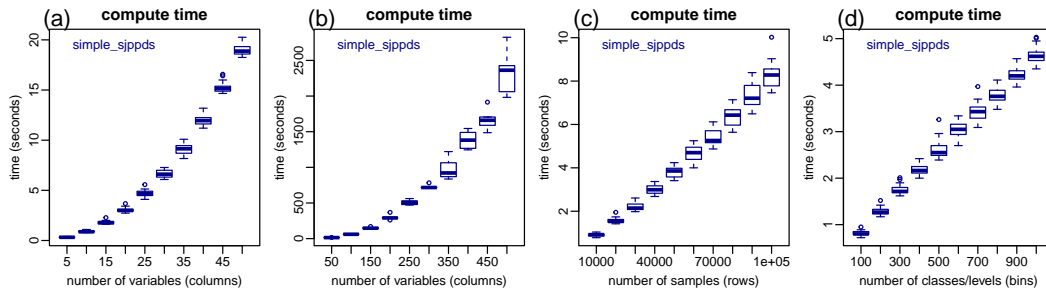 (a) compute time
simple_sjppds
time (seconds)
0 5 10 15 20
5 15 25 35 45
number of variables (columns)
(b) compute time
simple_sjppds
time (seconds)
0 500 1500 2500
50 150 250 350 450
number of variables (columns)
(c) compute time
simple_sjppds
time (seconds)
2 4 6 8 10
10000 40000 70000 1e+05
number of samples (rows)
(d) compute time
simple_sjppds
time (seconds)
1 2 3 4 5
100 300 500 700 900
number of classes/levels (bins)